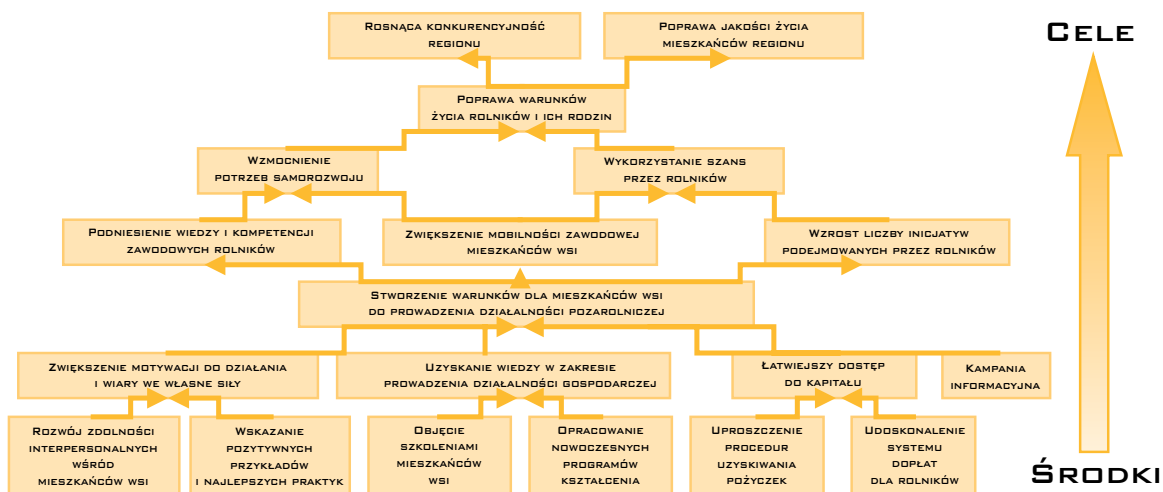 Rosnąca konkurencyjność
regionu
Poprawa jakości życia
mieszkańców regionu
Cele
Poprawa warunków
życia rolników i ich rodzin
Wzmocnienie
potrzeb samorozwoju
Wykorzystanie szans
przez rolników
Podniesienie wiedzy i kompetencji
zawodowych rolników
Zwiększenie mobilności zawodowej
mieszkańców wsi
Wzrost liczby inicjatyw
podejmowanych przez rolników
Stworzenie warunków dla mieszkańców wsi
do prowadzenia działalności pozarolniczej
Zwiększenie motywacji do działania
i wiary we własne siły
Uzyskanie wiedzy w zakresie
prowadzenia działalności gospodarczej
Łatwiejszy dostęp
do kapitału
Kampania
informacyjna
Rozwój zdolności
interpersonalnych
wśród
mieszkańców wsi
Wskazanie
pozytywnych
przykładów
i najlepszych praktyk
Objęcie
szkoleniami
mieszkańców
wsi
Opracowanie
nowoczesnych
programów
kształcenia
Uproszczenie
procedur
uzyskiwania
pożyczek
Udoskonalenie
systemu
dopłat
dla rolników
Środki